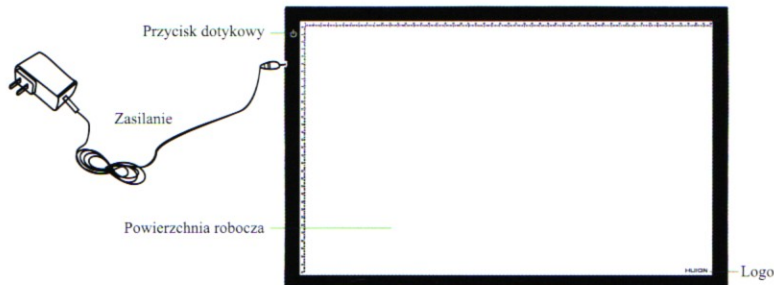 Przycisk dotykowy
Zasilanie
Powierzchnia robocza
HUION
Logo